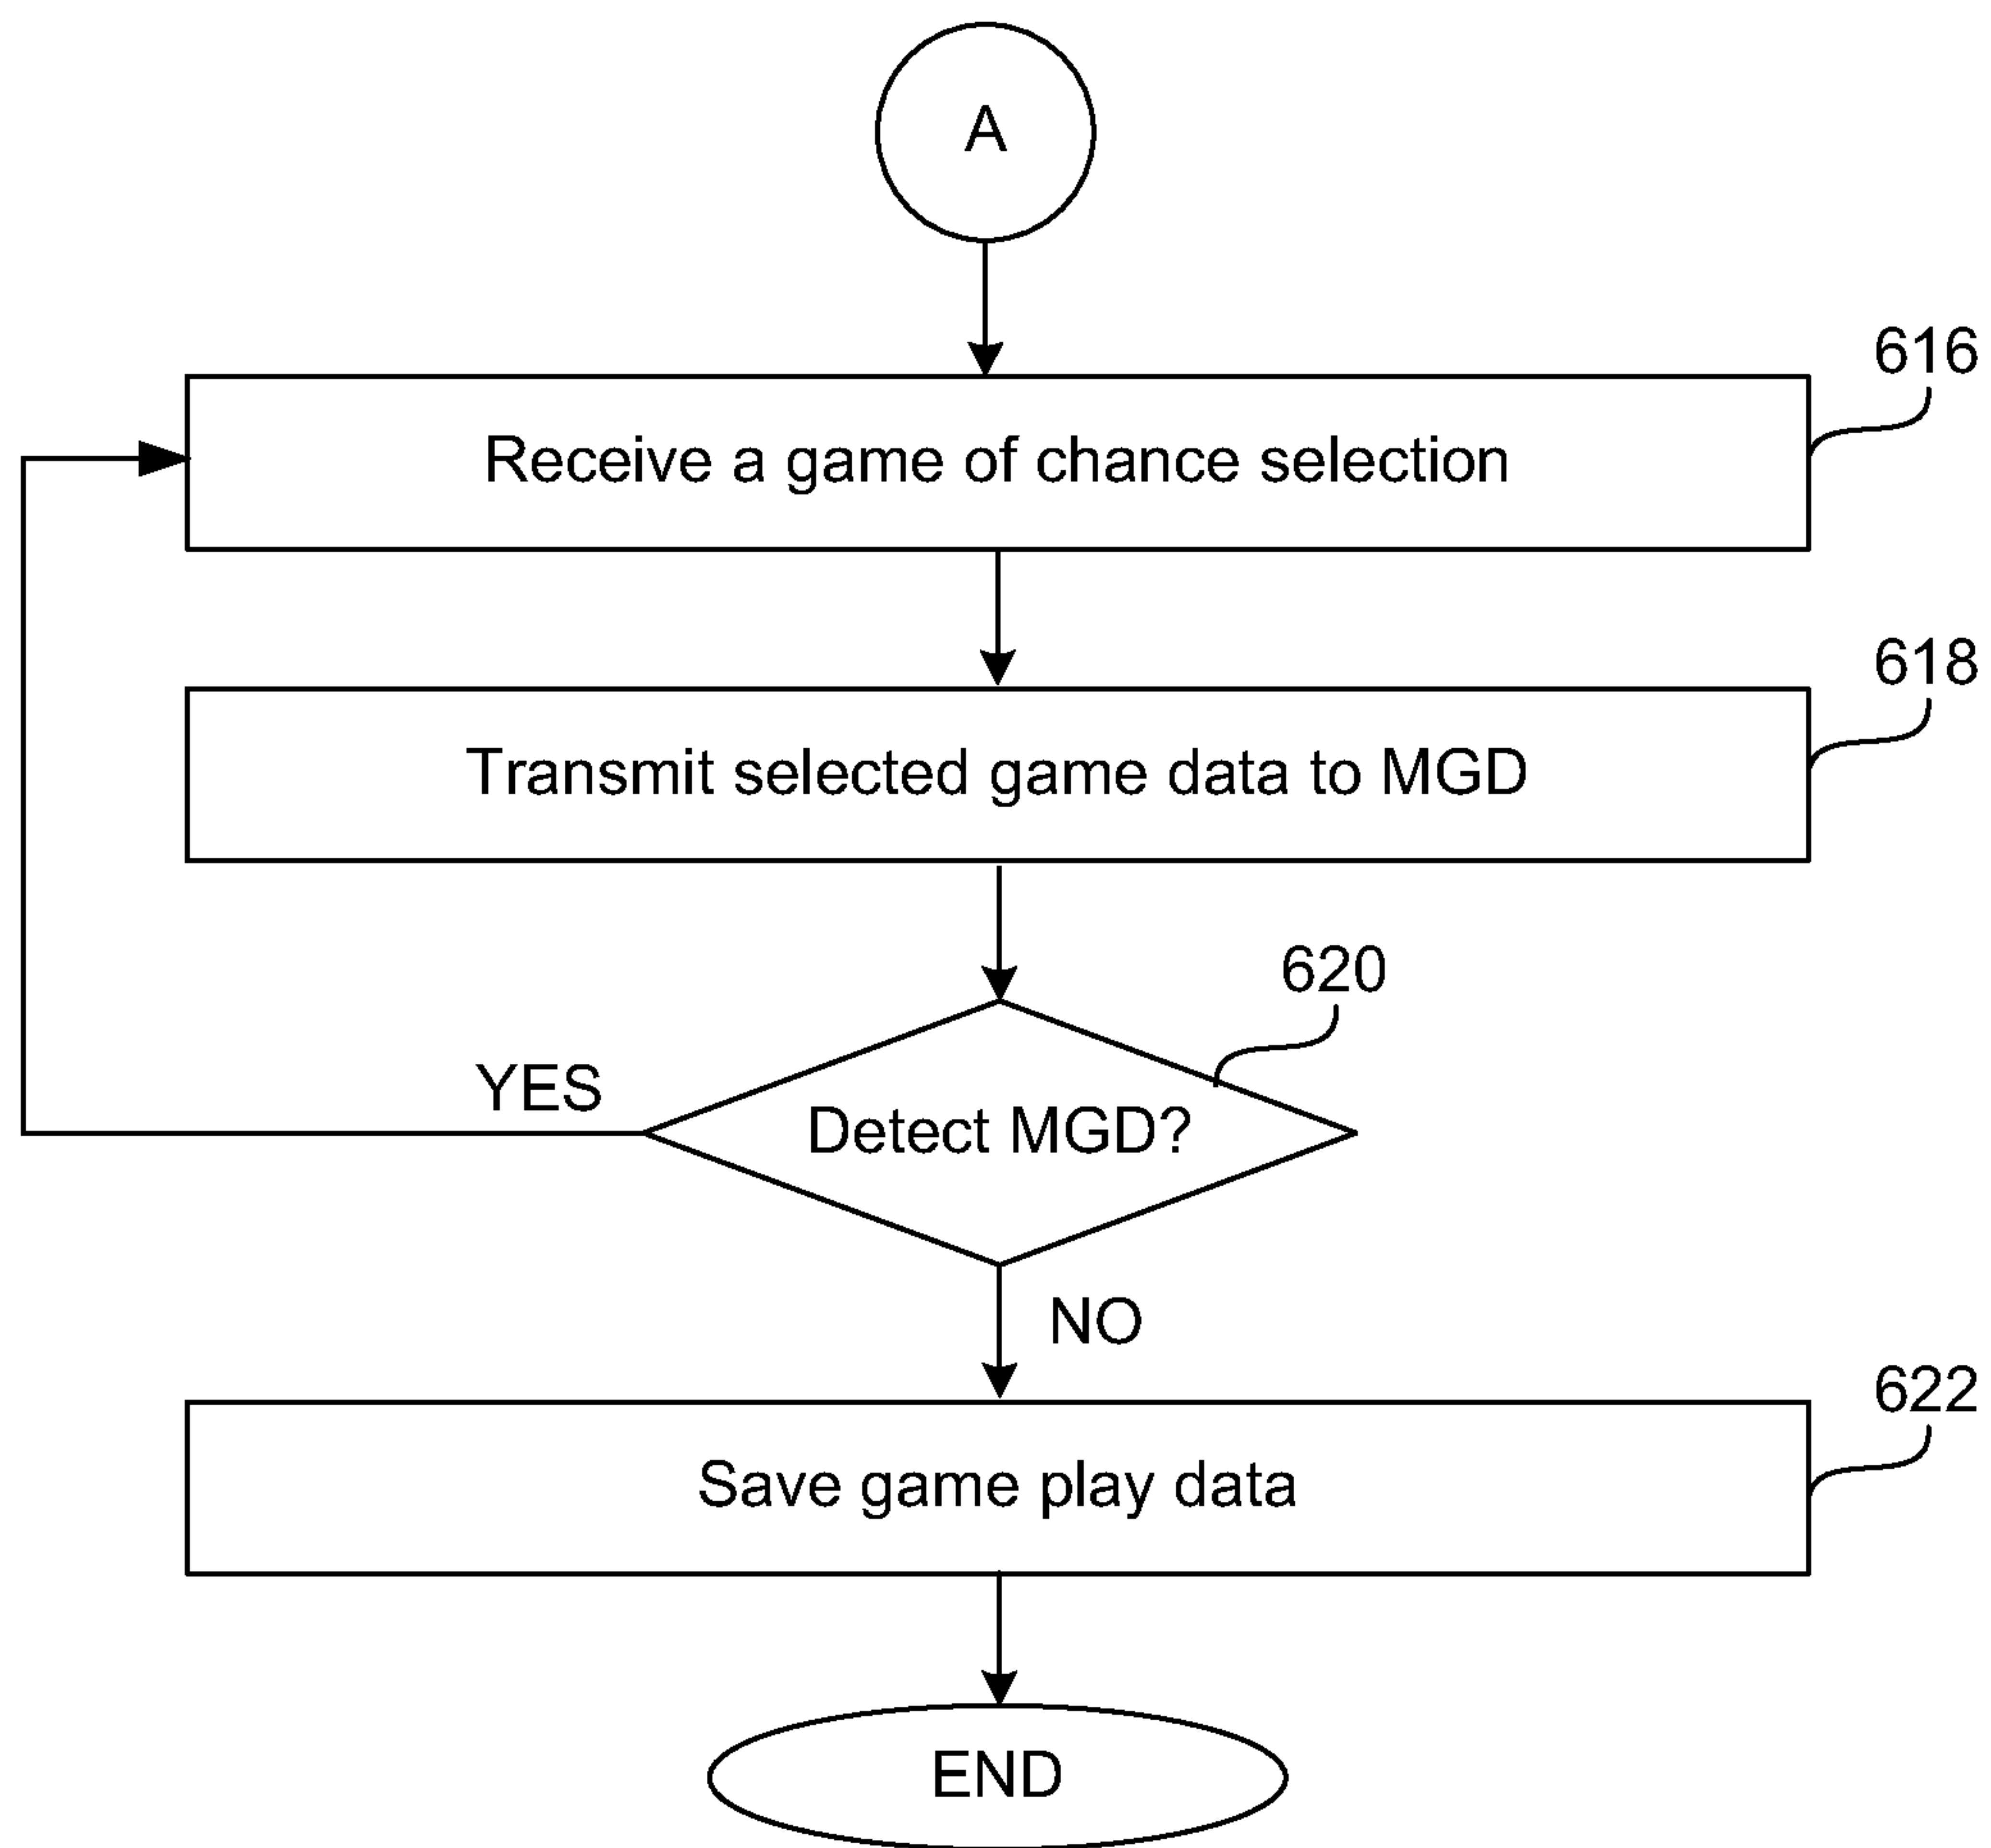 A
616
Receive a game of chance selection
618
Transmit selected game data to MGD
620
YES
Detect MGD?
NO
622
Save game play data
END